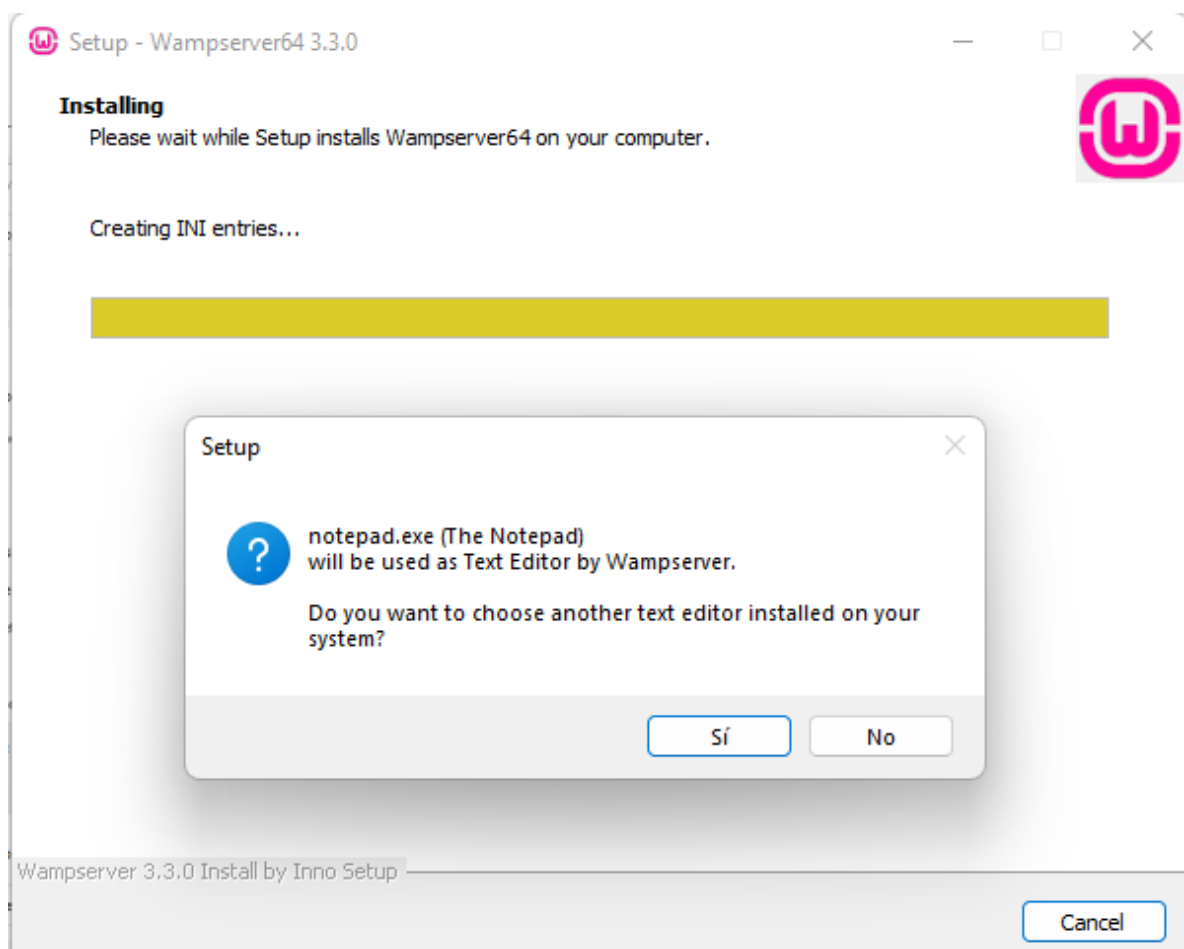 Setup - Wampserver64 3.3.0
Installing
Please wait while Setup installs Wampserver64 on your computer.
Creating INI entries...
Setup
notepad.exe (The Notepad)
will be used as Text Editor by Wampserver.
Do you want to choose another text editor installed on your
system?
Sí
No
Wampserver 3.3.0 Install by Inno Setup
Cancel